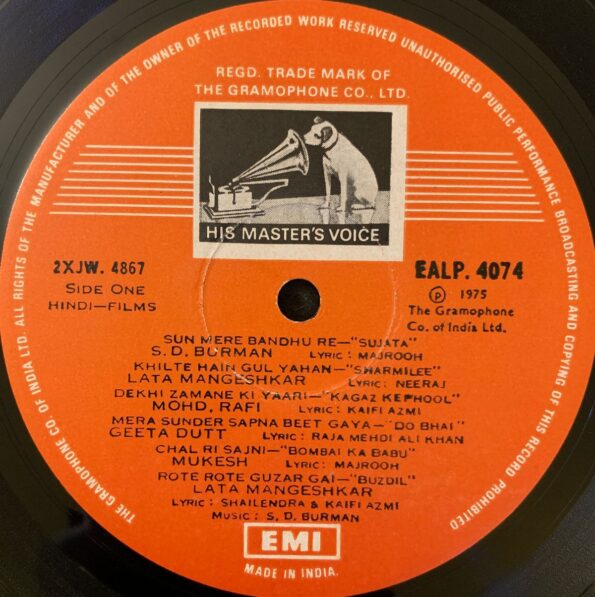 THE GRAMOPHONE CO. OF INDIA LTD. ALL RIGHTS OF THE MANUFACTURER AND OF THE OWNER OF THE RECORDED WORK RESERVED UNAUTHORISED PUBLIC PERFORMANCE BROADCASTING AND COPYING OF THIS RECORD PROHIBITED
REGD. TRADE MARK OF
THE GRAMOPHONE CO., LTD.
HIS MASTER'S VOICE
2XJW. 4867
SIDE ONE
HINDI—FILMS
EALP. 4074
℗ 1975
The Gramophone
Co. of India Ltd.
SUN MERE BANDHU RE—"SUJATA"
S. D. BURMAN LYRIC : MAJROOH
KHILTE HAIN GUL YAHAN—"SHARMILEE"
LATA MANGESHKAR LYRIC : NEERAJ
DEKHI ZAMANE KI YAARI—"KAGAZ KEPHOOL"
MOHD. RAFI LYRIC : KAIFI AZMI
MERA SUNDER SAPNA BEET GAYA—"DO BHAI"
GEETA DUTT LYRIC : RAJA MEHDI ALI KHAN
CHAL RI SAJNI—"BOMBAI KA BABU"
MUKESH LYRIC : MAJROOH
ROTE ROTE GUZAR GAI—"BUZDIL"
LATA MANGESHKAR
LYRIC : SHAILENDRA & KAIFI AZMI
MUSIC : S. D. BURMAN
EMI
MADE IN INDIA.